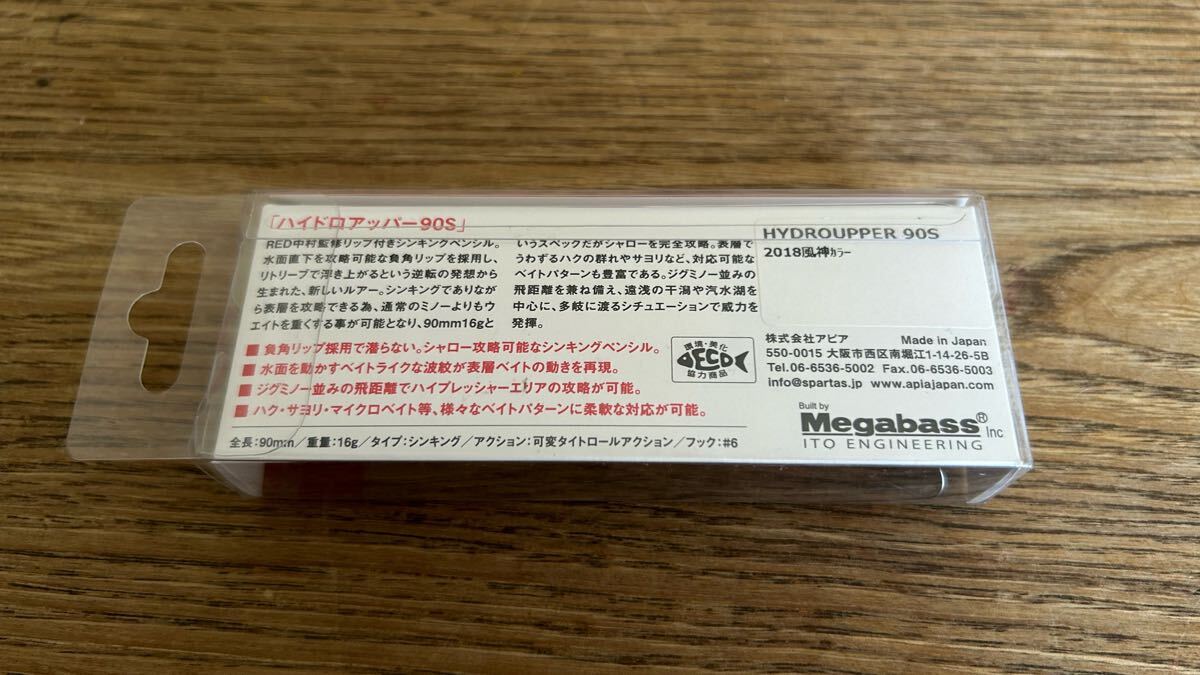 「ハイドロアッパー90S」
RED中村監修リップ付きシンキングペンシル。
水面直下を攻略可能な負角リップを採用し、
リトリーブで浮き上がるという逆転の発想から
生まれた、新しいルアー。シンキングでありなが
ら表層を攻略できる為、通常のミノーよりもウ
エイトを重くする事が可能となり、90mm16gと
いうスペックだがシャローを完全攻略。表層で
うわずるハクの群れやサヨリなど、対応可能な
ベイトパターンも豊富である。ジグミノー並みの
飛距離を兼ね備え、遠浅の干潟や汽水湖を
中心に、多岐に渡るシチュエーションで威力を
発揮。
■ 負角リップ採用で潜らない。シャロー攻略可能なシンキングペンシル。
■ 水面を動かすベイトライクな波紋が表層ベイトの動きを再現。
■ ジグミノー並みの飛距離でハイプレッシャーエリアの攻略が可能。
■ ハク・サヨリ・マイクロベイト等、様々なベイトパターンに柔軟な対応が可能。
全長：90mm／重量：16g／タイプ：シンキング／アクション：可変タイトロールアクション／フック：#6
環境・美化
ECO
協力商品
HYDROUPPER 90S
2018風神カラー
株式会社アピア Made in Japan
550-0015 大阪市西区南堀江1-14-26-5B
Tel.06-6536-5002 Fax.06-6536-5003
info@spartas.jp www.apiajapan.com
Built by
Megabass® Inc
ITO ENGINEERING